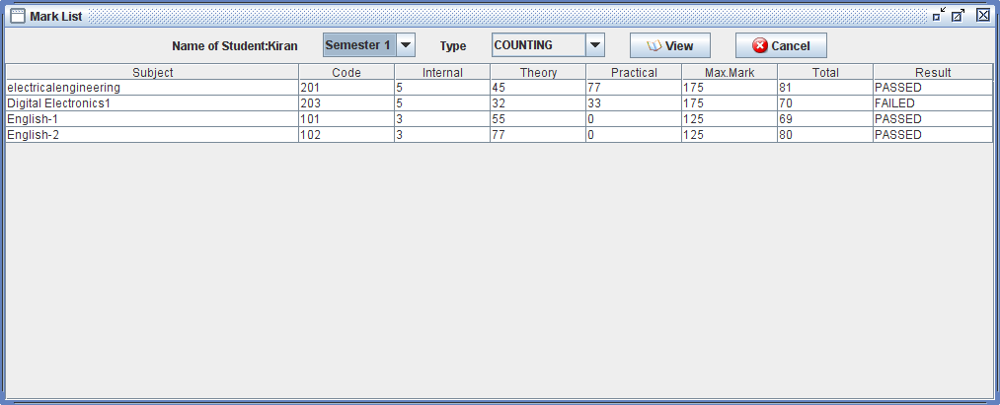 Mark List
Name of Student:Kiran Semester 1 Type COUNTING View Cancel
Subject Code Internal Theory Practical Max.Mark Total Result
electricalengineering 201 5 45 77 175 81 PASSED
Digital Electronics1 203 5 32 33 175 70 FAILED
English-1 101 3 55 0 125 69 PASSED
English-2 102 3 77 0 125 80 PASSED